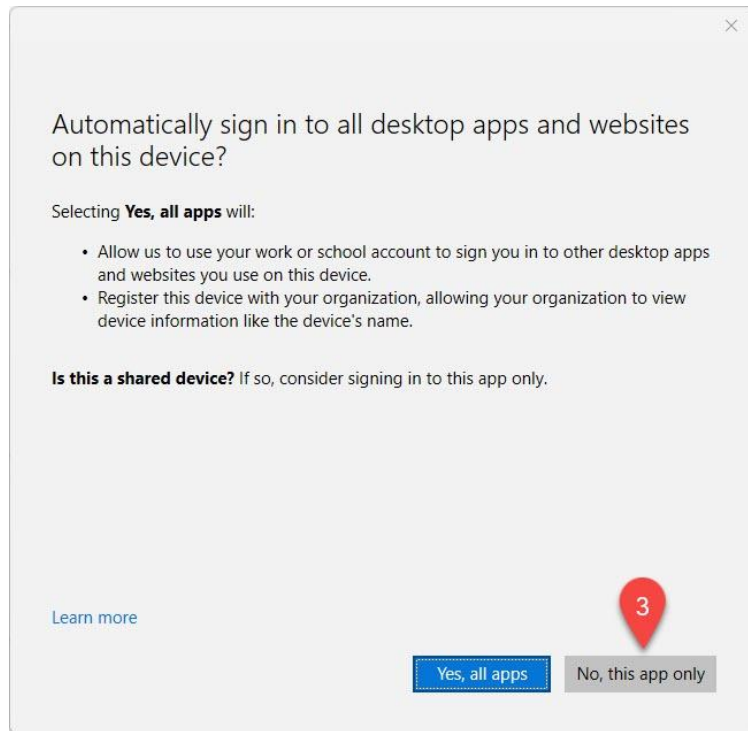 Automatically sign in to all desktop apps and websites
on this device?
Selecting Yes, all apps will:
• Allow us to use your work or school account to sign you in to other desktop apps
and websites you use on this device.
• Register this device with your organization, allowing your organization to view
device information like the device's name.
Is this a shared device? If so, consider signing in to this app only.
Learn more
3
Yes, all apps
No, this app only